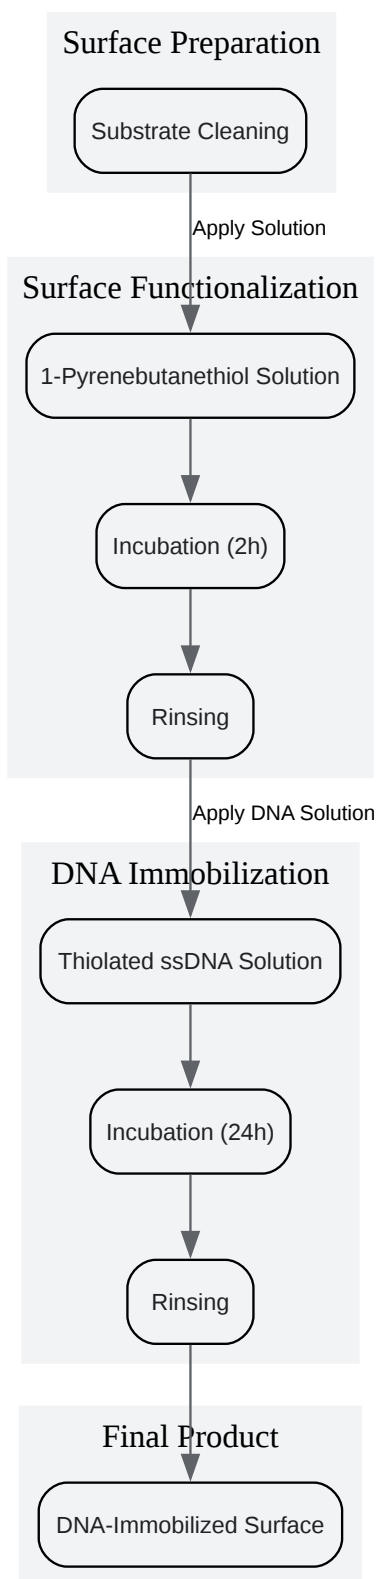 Surface Preparation
Substrate Cleaning
Apply Solution
Surface Functionalization
1-Pyrenebutanethiol Solution
Incubation (2h)
Rinsing
Apply DNA Solution
DNA Immobilization
Thiolated ssDNA Solution
Incubation (24h)
Rinsing
Final Product
DNA-Immobilized Surface